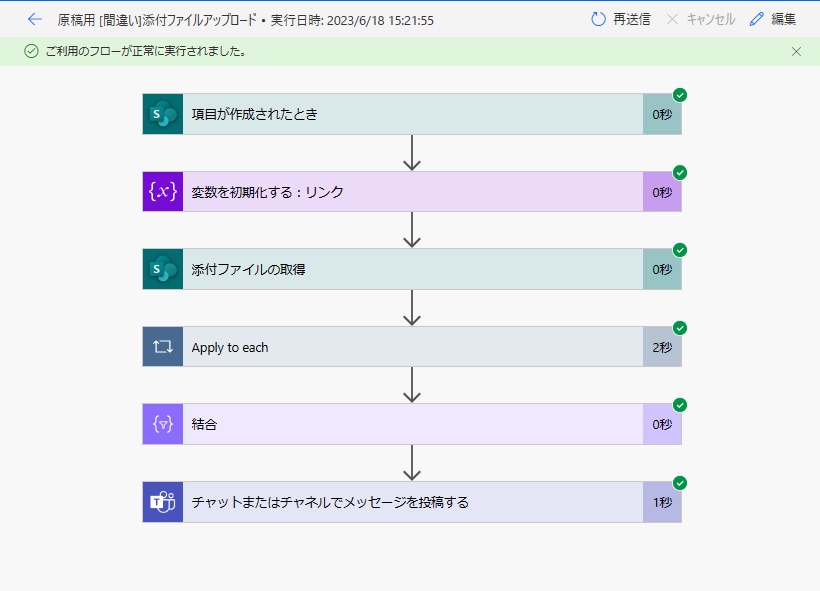 原稿用 [間違い]添付ファイルアップロード • 実行日時: 2023/6/18 15:21:55
再送信
キャンセル
編集
ご利用のフローが正常に実行されました。
項目が作成されたとき 0秒
{x} 変数を初期化する：リンク 0秒
添付ファイルの取得 0秒
Apply to each 2秒
結合 0秒
チャットまたはチャネルでメッセージを投稿する 1秒